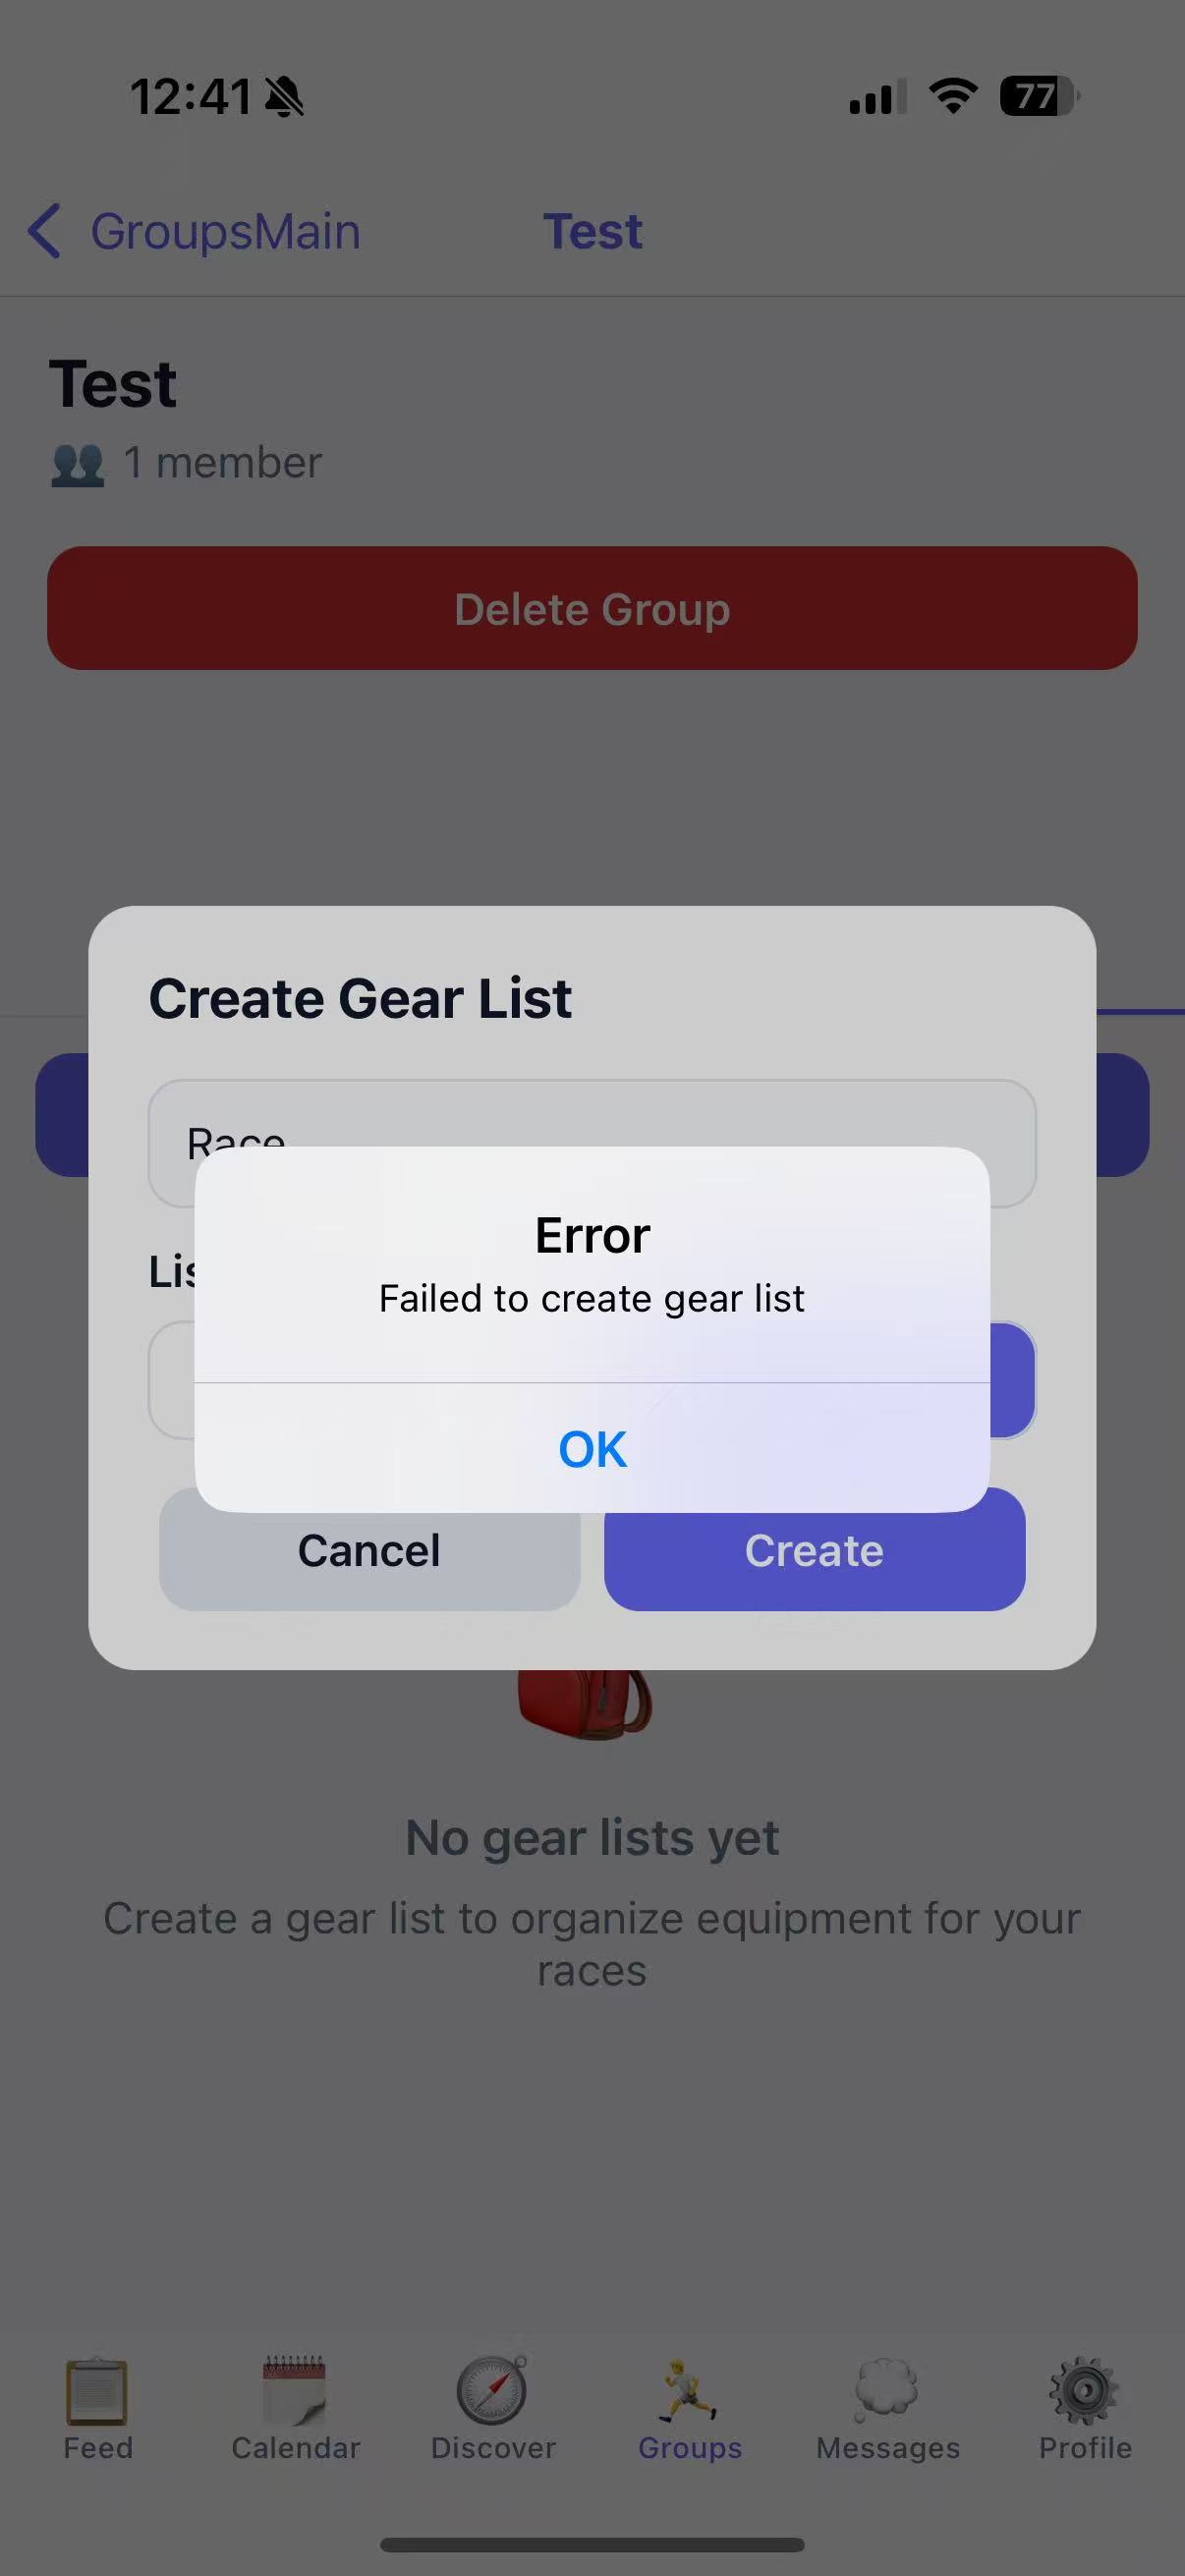 12:41
77
GroupsMain
Test
Test
1 member
Delete Group
Create Gear List
Race
Error
Failed to create gear list
OK
Cancel
Create
No gear lists yet
Create a gear list to organize equipment for your
races
Feed
Calendar
Discover
Groups
Messages
Profile